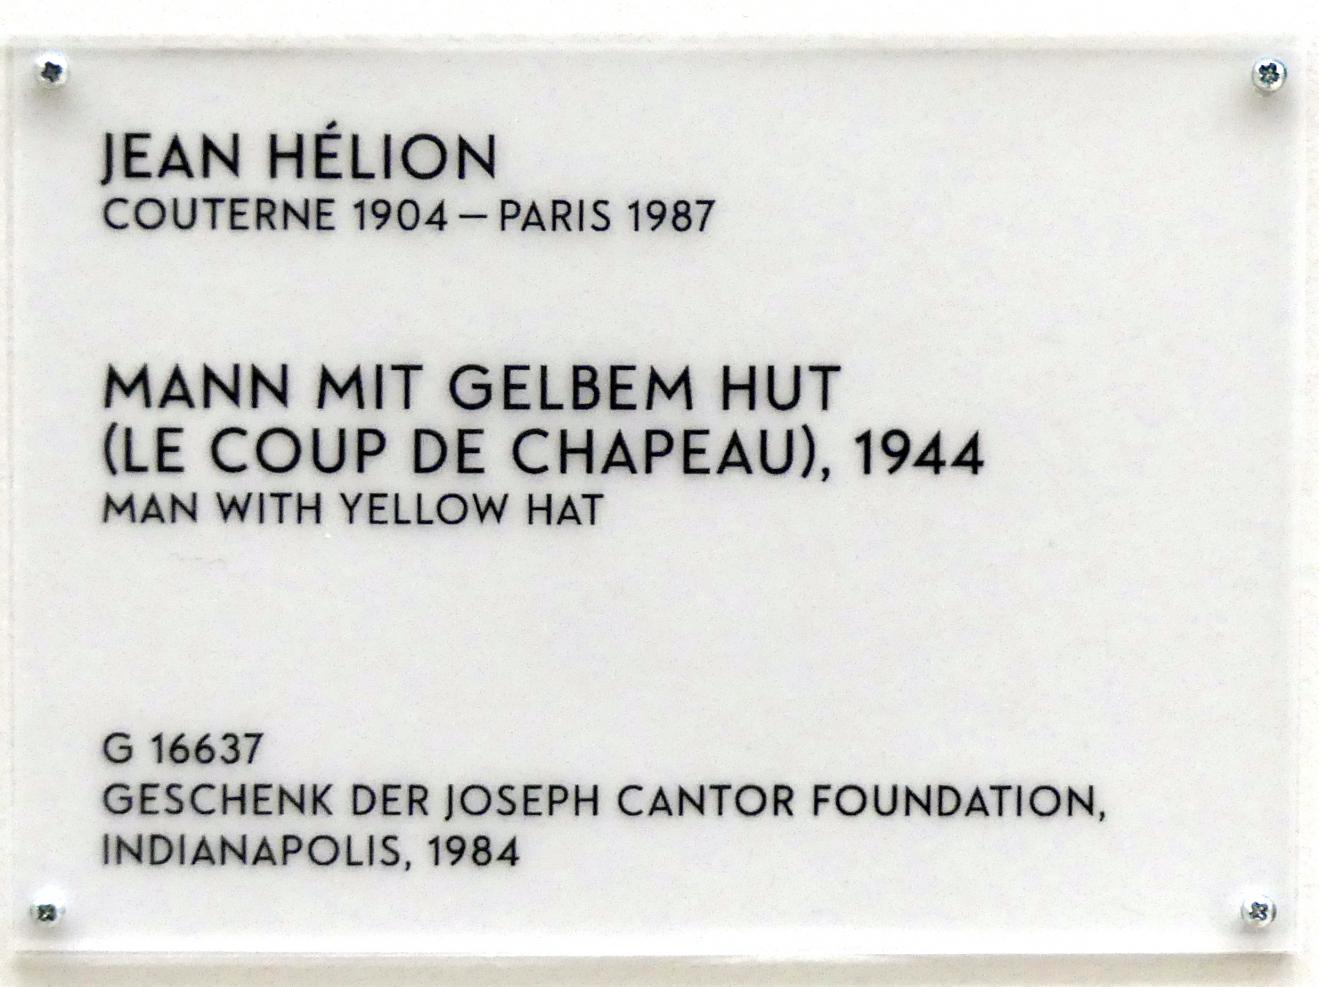 JEAN HÉLION
COUTERNE 1904 – PARIS 1987
MANN MIT GELBEM HUT
(LE COUP DE CHAPEAU), 1944
MAN WITH YELLOW HAT
G 16637
GESCHENK DER JOSEPH CANTOR FOUNDATION,
INDIANAPOLIS, 1984